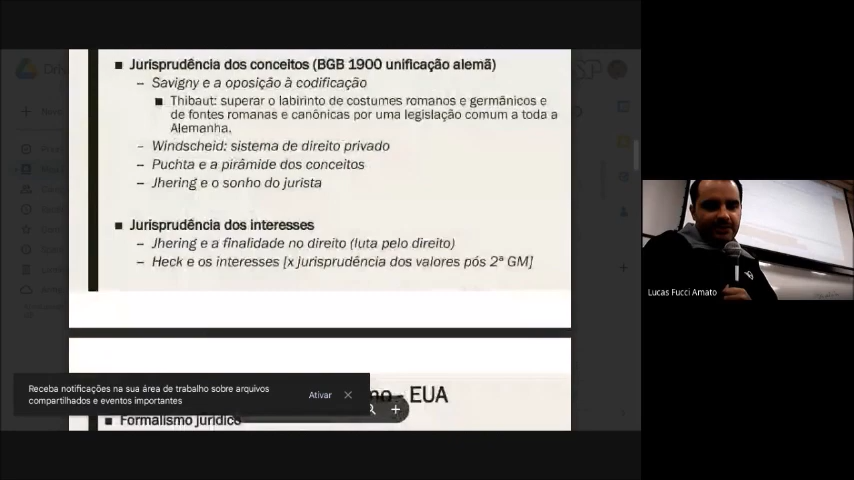 Jurisprudência dos conceitos (BGB 1900 unificação alemã)
– Savigny e a oposição à codificação
Thibaut: superar o labirinto de costumes romanos e germânicos e
de fontes romanas e canônicas por uma legislação comum a toda a
Alemanha.
– Windscheid: sistema de direito privado
– Puchta e a pirâmide dos conceitos
– Jhering e o sonho do jurista
Jurisprudência dos interesses
– Jhering e a finalidade no direito (luta pelo direito)
– Heck e os interesses [x jurisprudência dos valores pós 2ª GM]
Lucas Fucci Amato
Receba notificações na sua área de trabalho sobre arquivos
compartilhados e eventos importantes
Ativar
- EUA
Formalismo jurídico